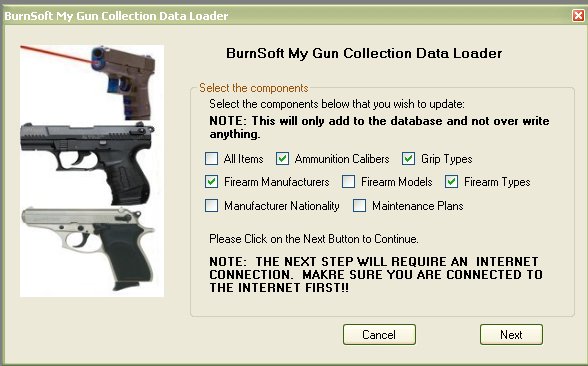 BurnSoft My Gun Collection Data Loader
BurnSoft My Gun Collection Data Loader
Select the components
Select the components below that you wish to update:
NOTE: This will only add to the database and not over write
anything.
All Items Ammunition Calibers Grip Types
Firearm Manufacturers Firearm Models Firearm Types
Manufacturer Nationality Maintenance Plans
Please Click on the Next Button to Continue.
NOTE: THE NEXT STEP WILL REQUIRE AN INTERNET
CONNECTION. MAKRE SURE YOU ARE CONNECTED TO
THE INTERNET FIRST!!
Cancel Next